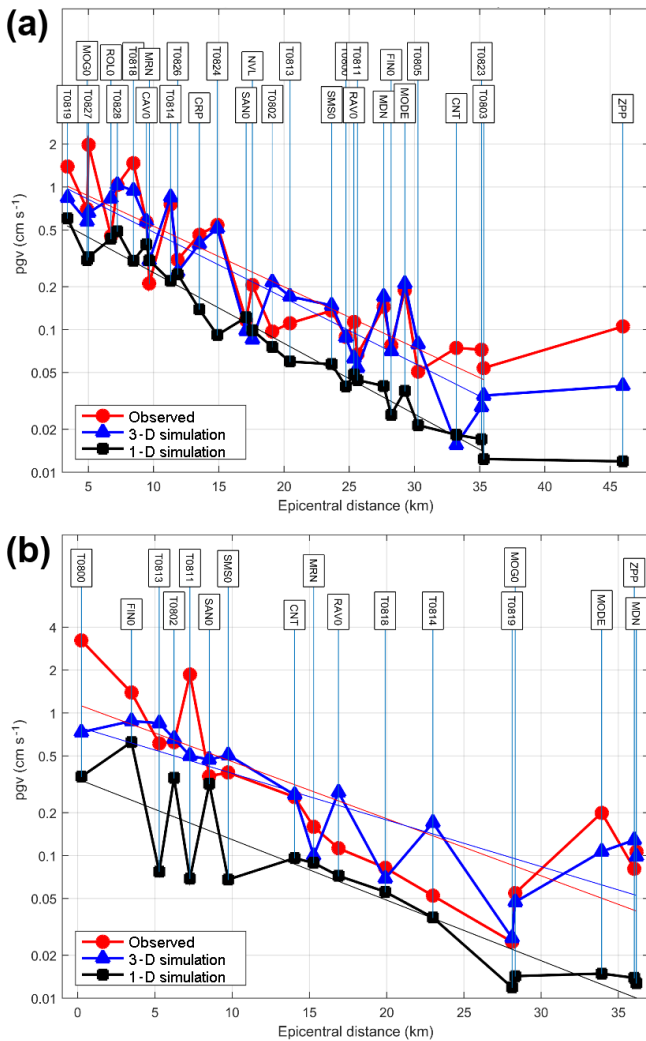 (a)
MOG0
ROL0
T0818
MRN
T0826
T0824
NVL
T0813
T0811
FIN0
T0805
T0823
T0819
T0827
T0828
CAV0
T0814
CRP
SAN0
T0802
SMS0
RAV0
MDN
MODE
CNT
T0803
ZPP
2
1
0.5
0.2
0.1
0.05
0.02
0.01
pgv (cm s-1)
Observed
3-D simulation
1-D simulation
5 10 15 20 25 30 35 40 45
Epicentral distance (km)
(b)
T0800
T0813
T0811
SMS0
MRN
MOG0
ZPP
FIN0
T0802
SAN0
CNT
RAV0
T0818
T0814
T0819
MODE
MDN
4
2
1
0.5
0.2
0.1
0.05
0.02
0.01
pgv (cm s-1)
Observed
3-D simulation
1-D simulation
0 5 10 15 20 25 30 35
Epicentral distance (km)